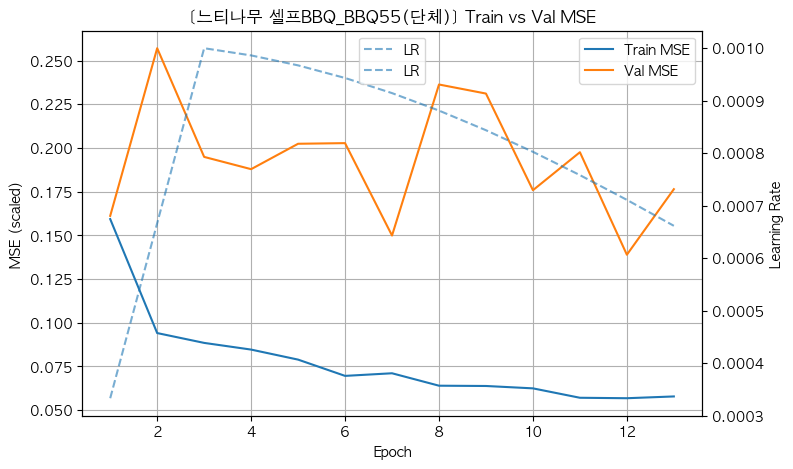 [느티나무 셀프BBQ_BBQ55(단체)] Train vs Val MSE
LR
LR
Train MSE
Val MSE
0.250
0.225
0.200
0.175
0.150
0.125
0.100
0.075
0.050
MSE (scaled)
0.0010
0.0009
0.0008
0.0007
0.0006
0.0005
0.0004
0.0003
Learning Rate
2
4
6
8
10
12
Epoch